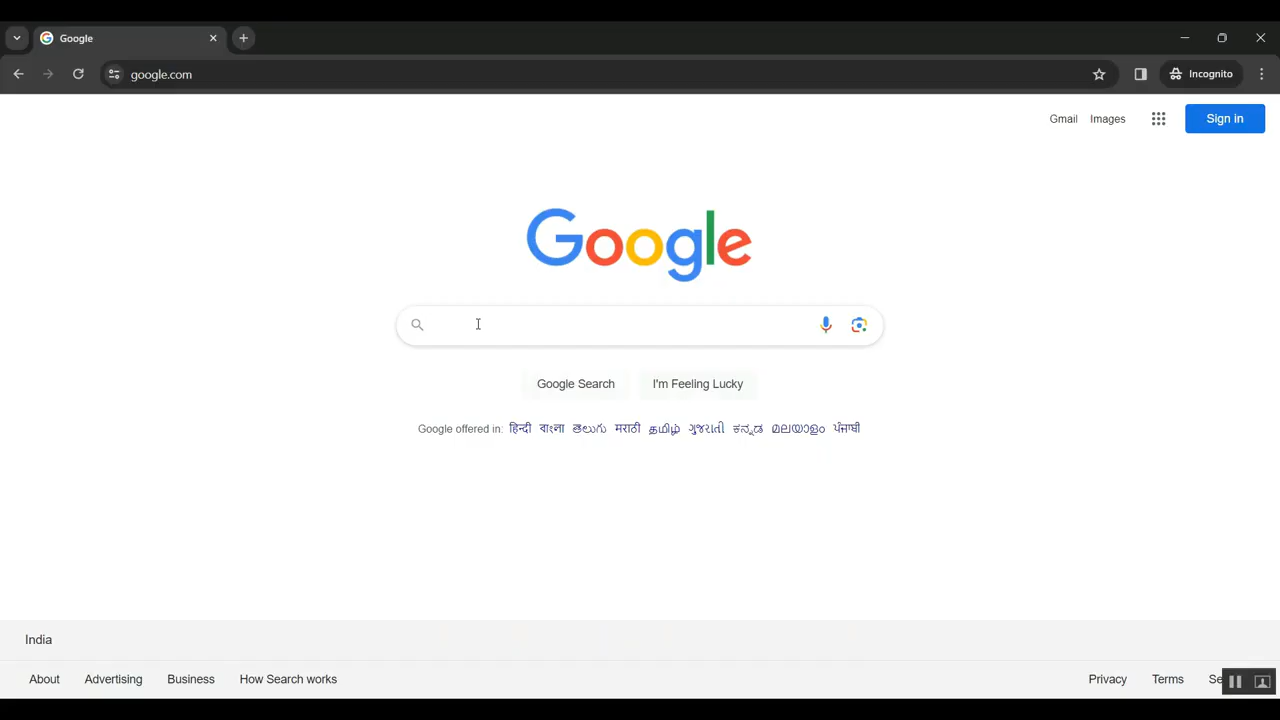 Google
google.com
Incognito
Gmail Images Sign in
Google
Google Search I'm Feeling Lucky
Google offered in: हिन्दी বাংলা తెలుగు मराठी தமிழ் ગુજરાતી ಕನ್ನಡ മലയാളം ਪੰਜਾਬੀ
India
About Advertising Business How Search works Privacy Terms Se